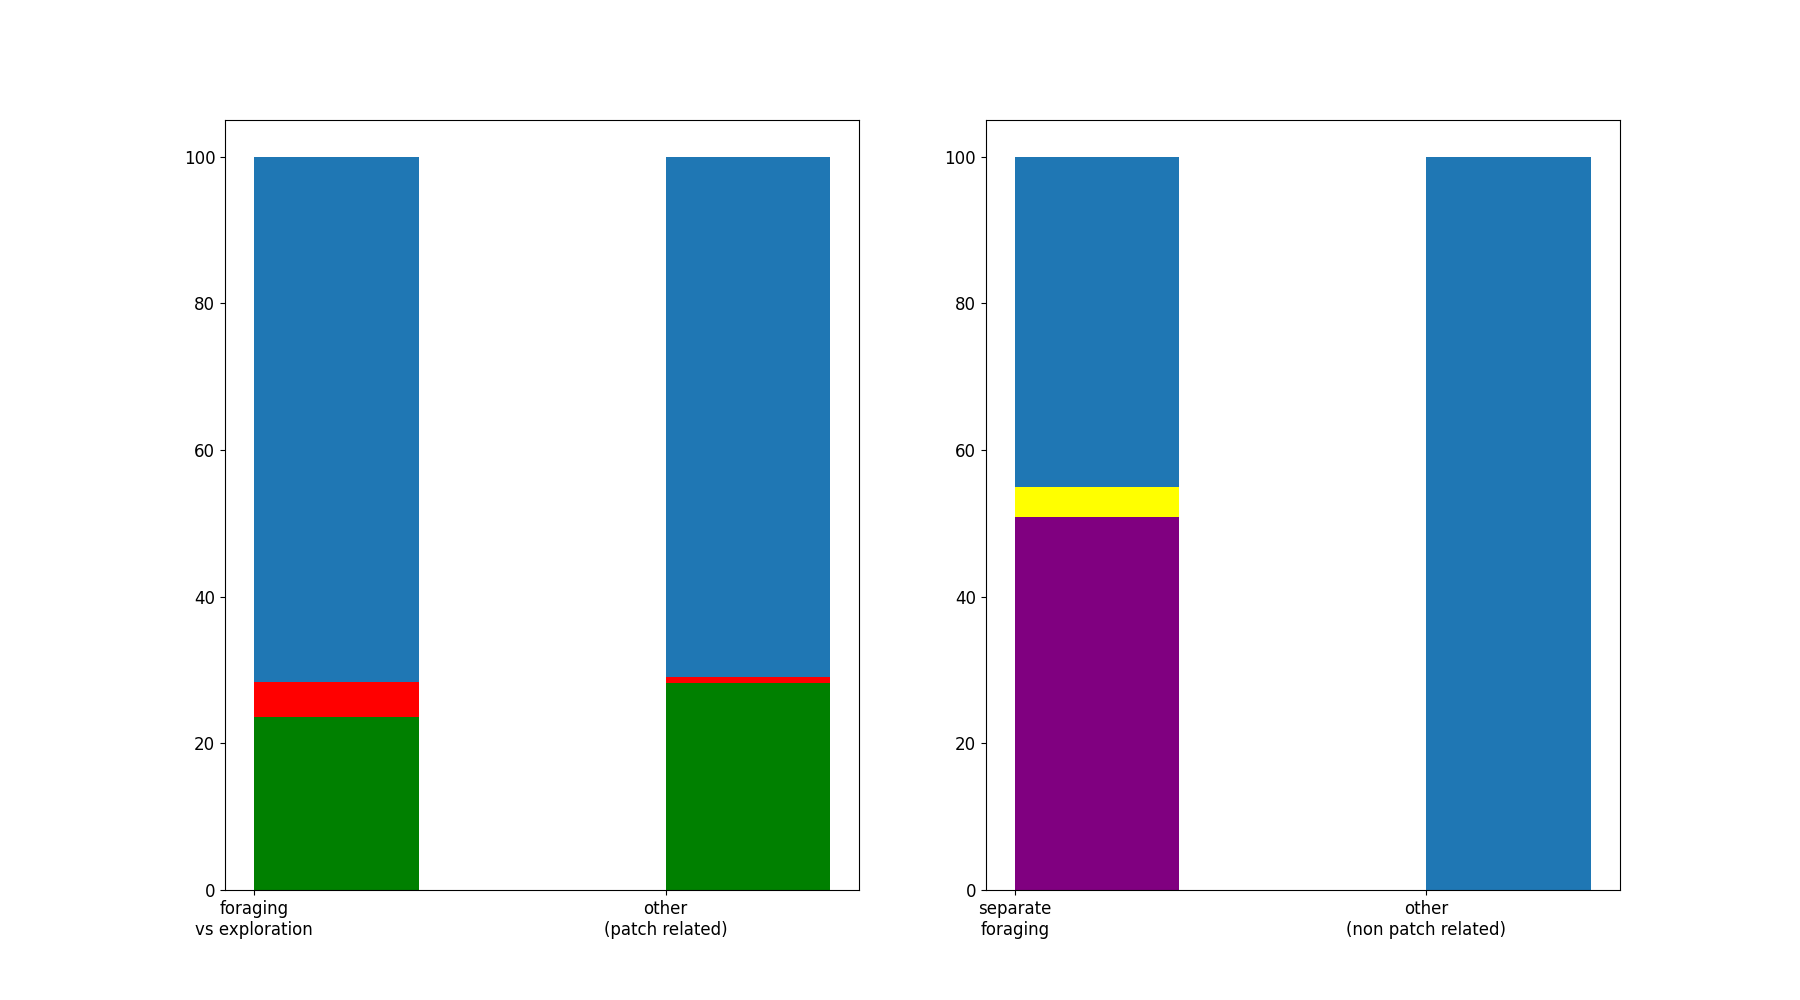 100
80
60
40
20
0
foraging
vs exploration
other
(patch related)
100
80
60
40
20
0
separate
foraging
other
(non patch related)